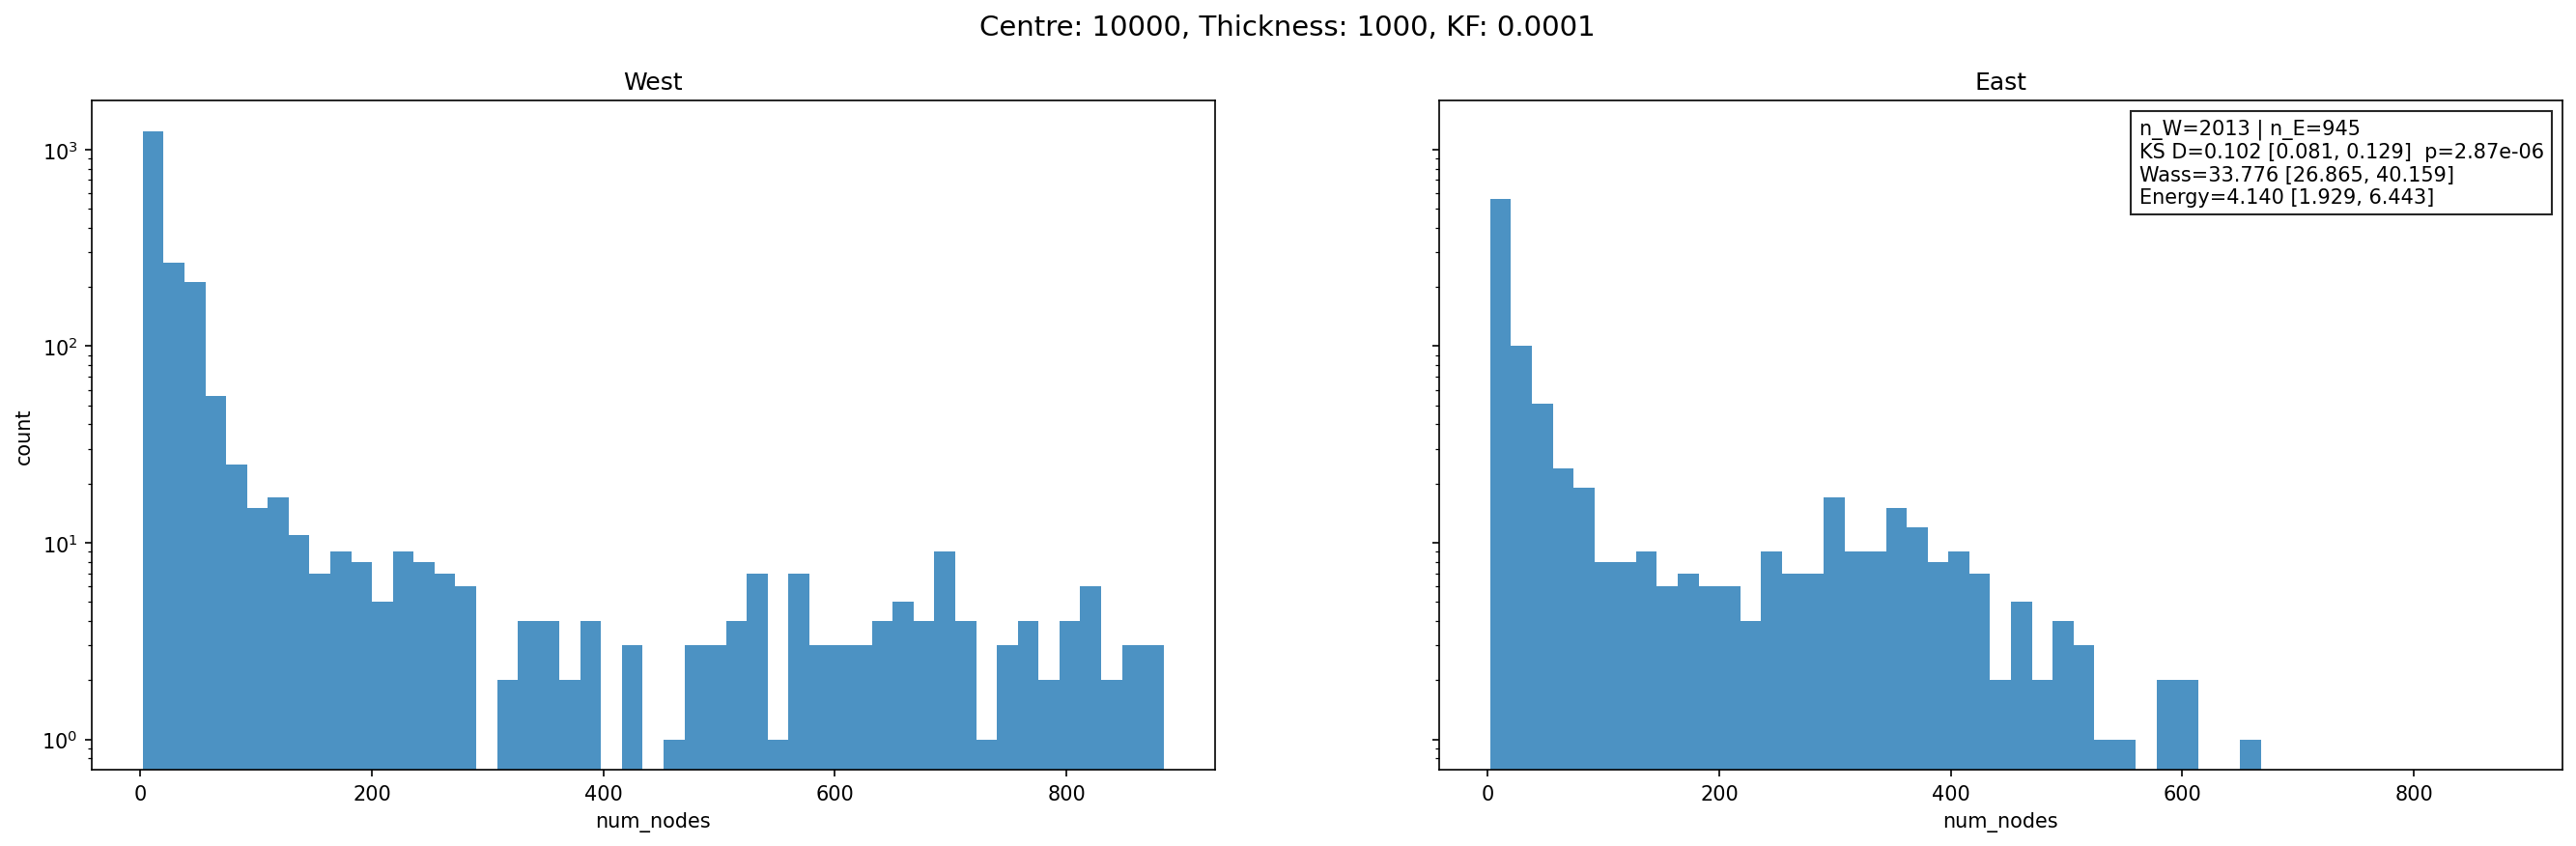 Centre: 10000, Thickness: 1000, KF: 0.0001
West
10³
10²
10¹
10⁰
count
0 200 400 600 800
num_nodes
East
n_W=2013 | n_E=945
KS D=0.102 [0.081, 0.129] p=2.87e-06
Wass=33.776 [26.865, 40.159]
Energy=4.140 [1.929, 6.443]
0 200 400 600 800
num_nodes